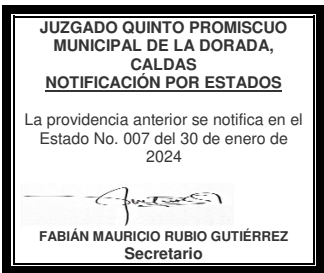 JUZGADO QUINTO PROMISCUO
MUNICIPAL DE LA DORADA,
CALDAS
NOTIFICACIÓN POR ESTADOS
La providencia anterior se notifica en el
Estado No. 007 del 30 de enero de
2024
FABIÁN MAURICIO RUBIO GUTIÉRREZ
Secretario